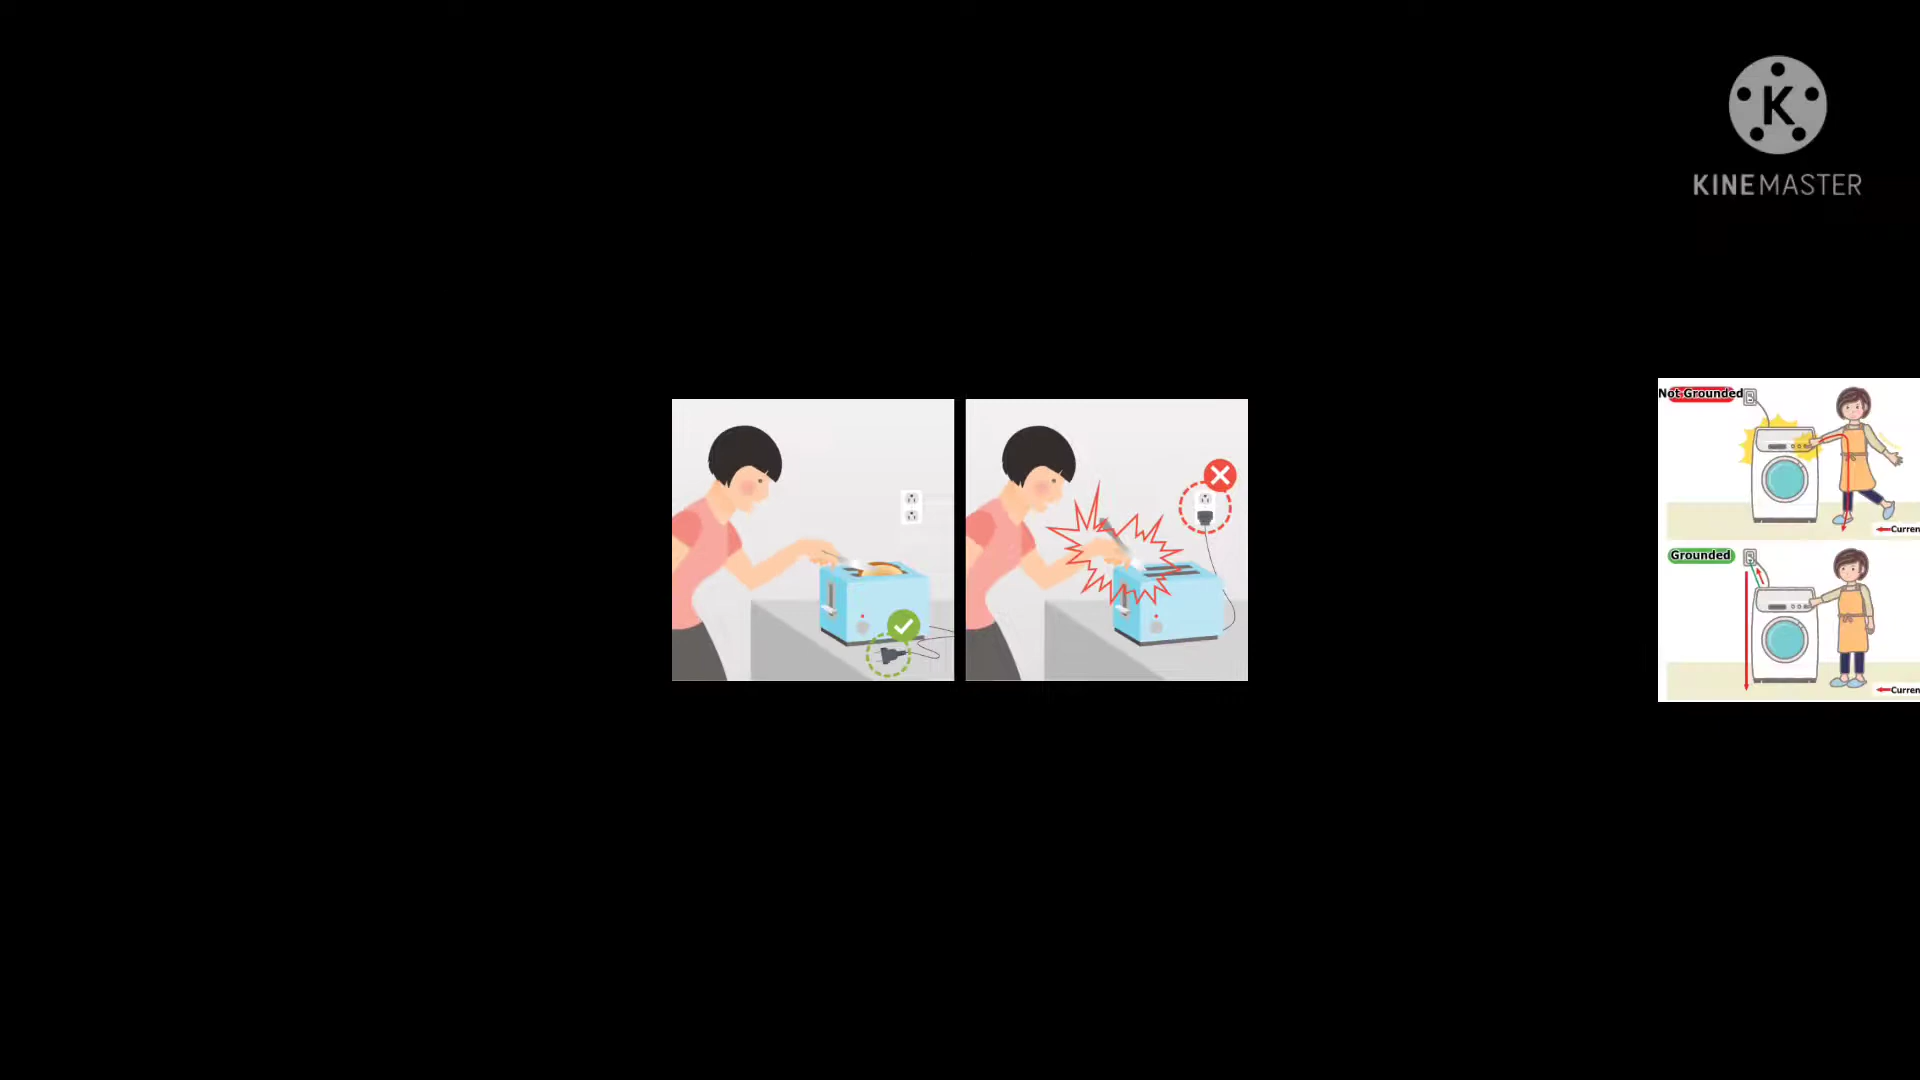 K
KINEMASTER
Not Grounded
Curren
Grounded
Curren